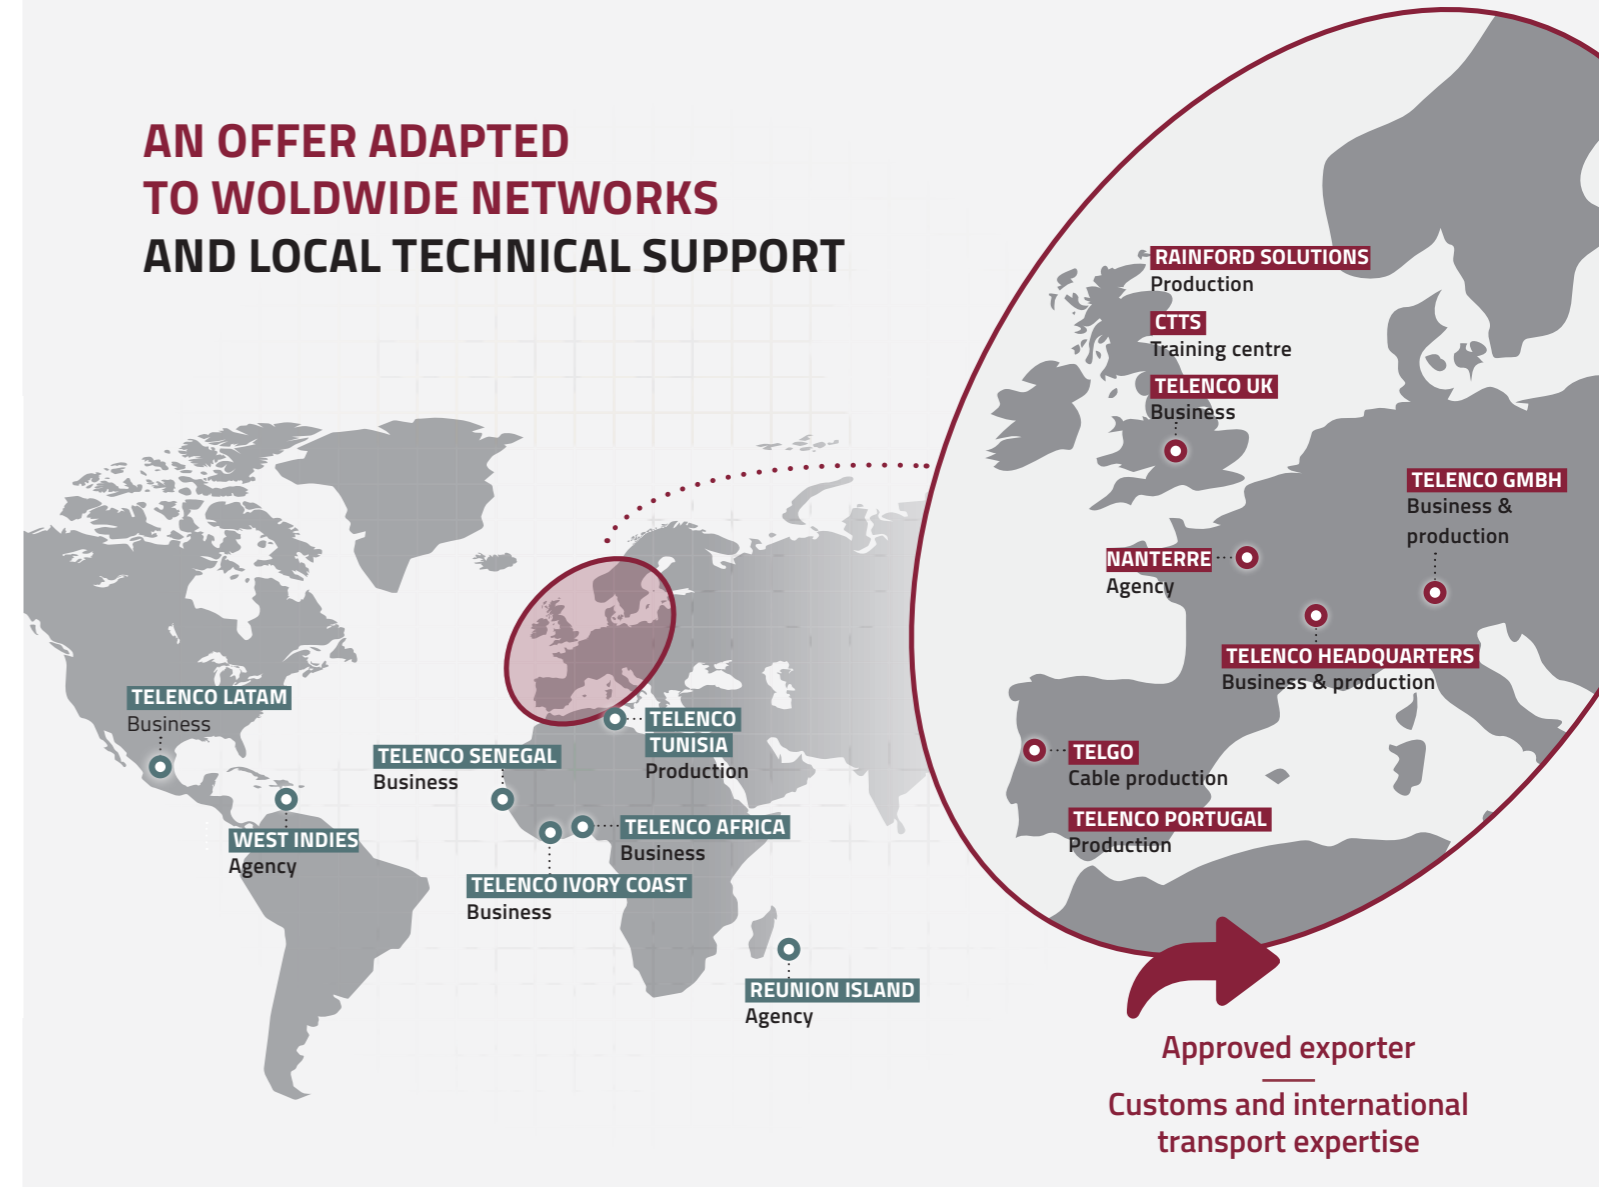 AN OFFER ADAPTED
TO WOLDWIDE NETWORKS
AND LOCAL TECHNICAL SUPPORT
TELENCO LATAM
Business
WEST INDIES
Agency
TELENCO SENEGAL
Business
TELENCO
TUNISIA
Production
TELENCO AFRICA
Business
TELENCO IVORY COAST
Business
REUNION ISLAND
Agency
RAINFORD SOLUTIONS
Production
CTTS
Training centre
TELENCO UK
Business
TELENCO GMBH
Business &
production
NANTERRE
Agency
TELENCO HEADQUARTERS
Business & production
TELGO
Cable production
TELENCO PORTUGAL
Production
Approved exporter
Customs and international
transport expertise